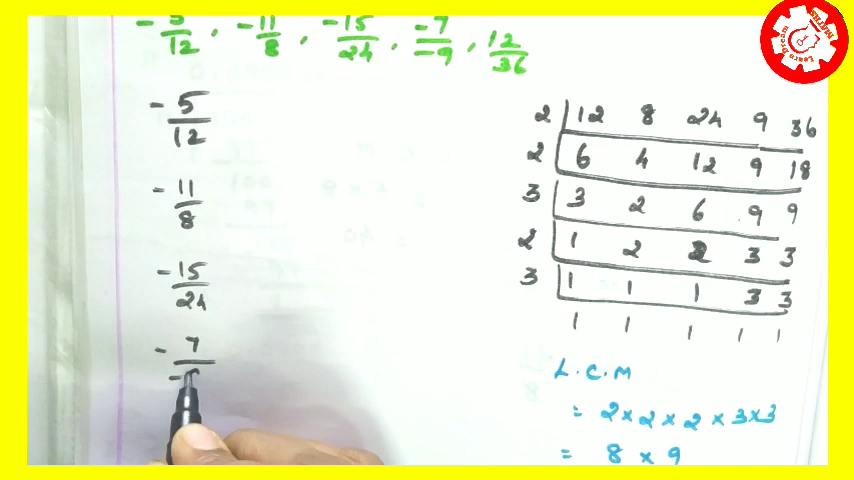 -5/12, -11/8, -15/24, -7/-9, 12/36
-5/12
-11/8
-15/24
-7/-
2 | 12 8 24 9 36
2 | 6 4 12 9 18
3 | 3 2 6 9 9
2 | 1 2 2 3 3
3 | 1 1 1 3 3
1 1 1 1 1
L.C.M
= 2×2×2×3×3
= 8×9
MATHS
Learn Dream